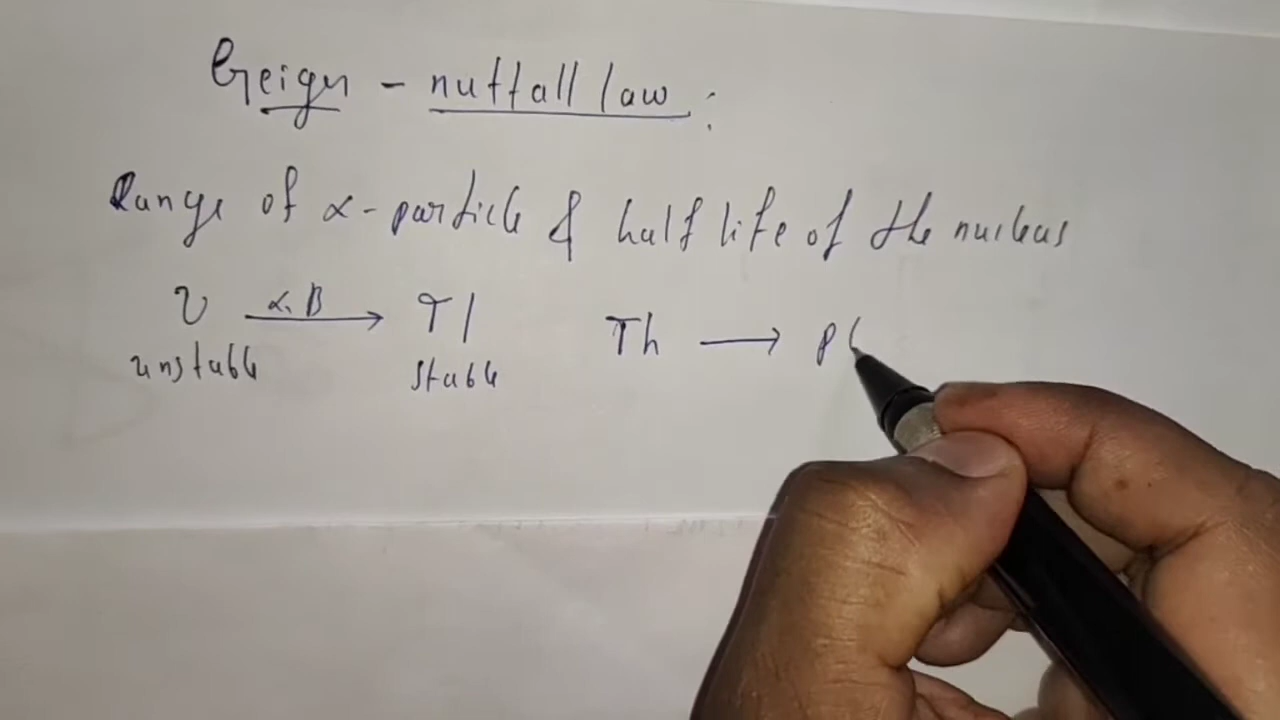 Geiger - nuttall law :
Range of α-particle & half life of the nucleus
U α, β → Tl Th → Pb
unstable stable